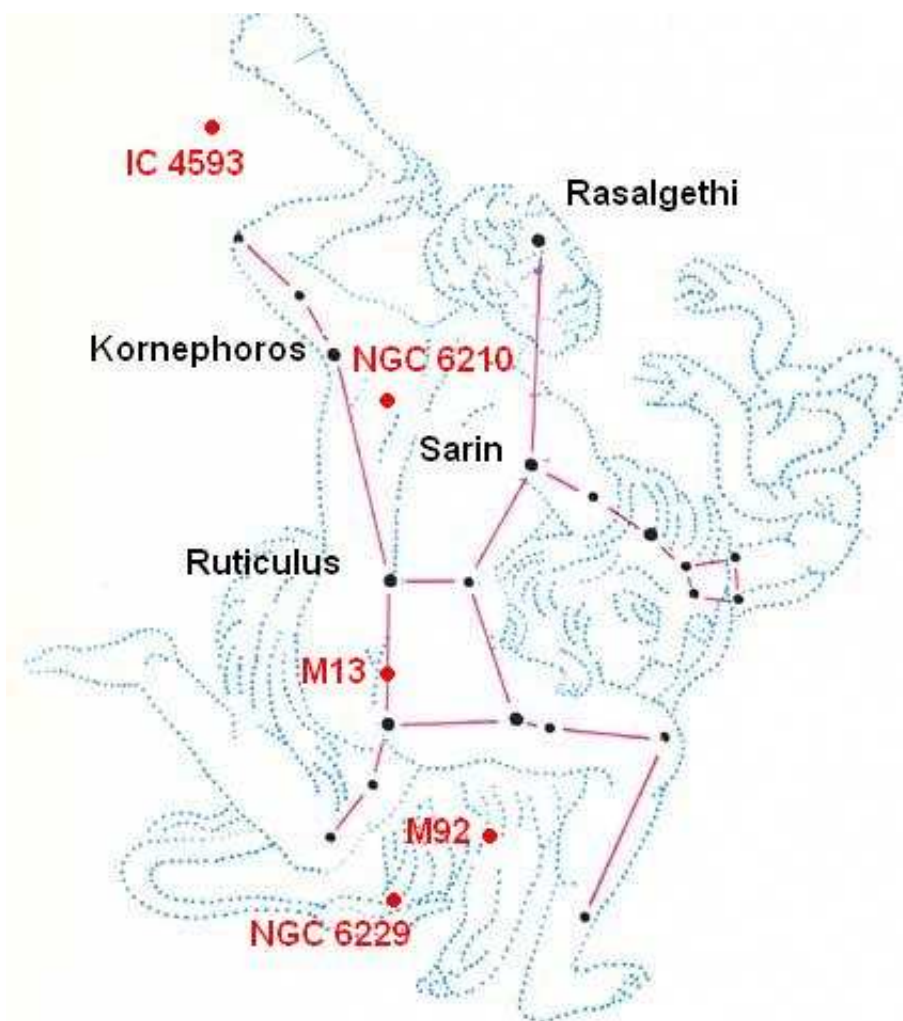 IC 4593
Rasalgethi
Kornephoros
NGC 6210
Sarin
Ruticulus
M13
M92
NGC 6229